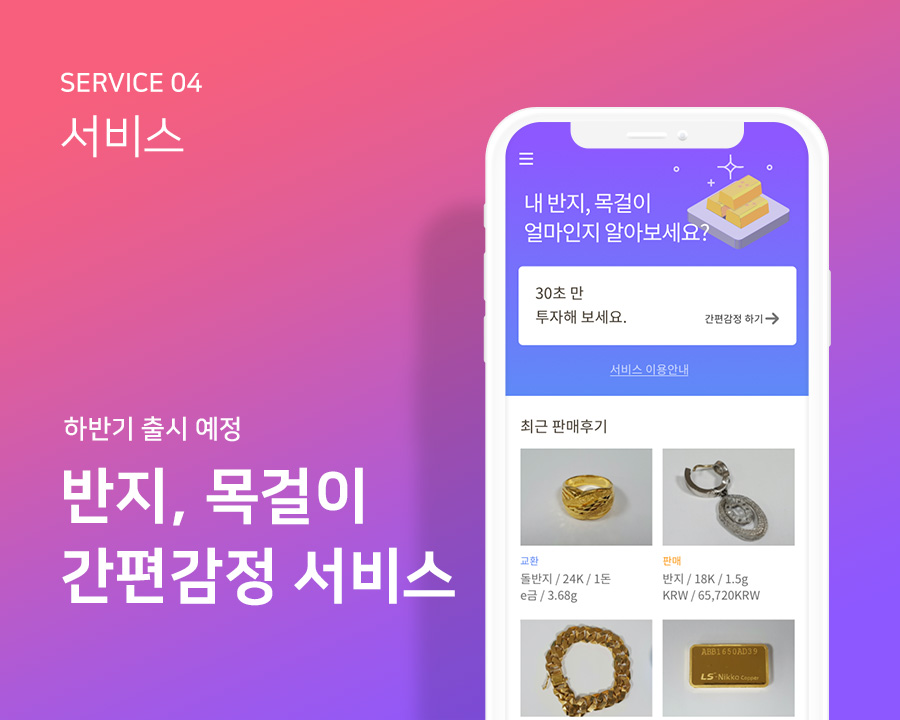 SERVICE 04
서비스
하반기 출시 예정
반지, 목걸이
간편감정 서비스
내 반지, 목걸이
얼마인지 알아보세요?
30초 만
투자해 보세요.
간편감정 하기
서비스 이용안내
최근 판매후기
교환
돌반지 / 24K / 1돈
e금 / 3.68g
판매
반지 / 18K / 1.5g
KRW / 65,720KRW
ABB1650AD39
LS-Nikko Copper